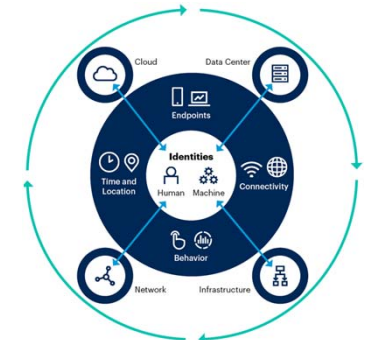 Cloud
Data Center
Endpoints
Identities
Human
Machine
Time and
Location
Connectivity
Behavior
Network
Infrastructure